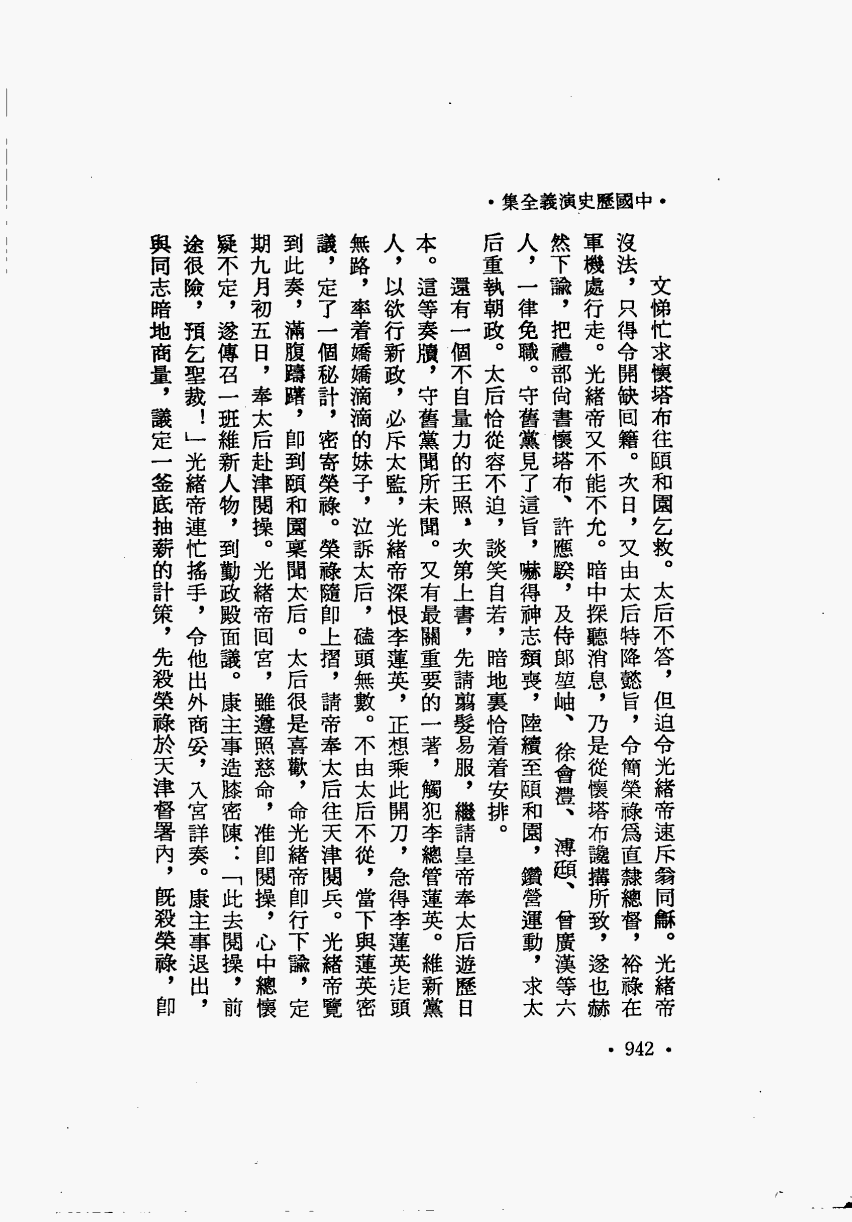 ·中國歷史演義全集·
文悌忙求懷塔布往頤和園乞救。太后不答，但迫令光緒帝速斥翁同龢。光緒帝
沒法，只得令開缺囘籍。次日，又由太后特降懿旨，令簡榮祿爲直隸總督，裕祿在
軍機處行走。光緒帝又不能不允。暗中探聽消息，乃是從懷塔布讒搆所致，遂也赫
然下諭，把禮部尙書懷塔布、許應騤，及侍郞堃岫、徐會灃、溥頲、曾廣漢等六
人，一律免職。守舊黨見了這旨，嚇得神志頹喪，陸續至頤和園，鑽營運動，求太
后重執朝政。太后恰從容不迫，談笑自若，暗地裏恰着着安排。
還有一個不自量力的王照，次第上書，先請翦髮易服，繼請皇帝奉太后遊歷日
本。這等奏牘，守舊黨聞所未聞。又有最關重要的一著，觸犯李總管蓮英。維新黨
人，以欲行新政，必斥太監，光緒帝深恨李蓮英，正想乘此開刀，急得李蓮英走頭
無路，率着嬌嬌滴滴的妹子，泣訴太后，磕頭無數。不由太后不從，當下與蓮英密
議，定了一個秘計，密寄榮祿。榮祿隨卽上摺，請帝奉太后往天津閱兵。光緒帝覽
到此奏，滿腹躊躇，卽到頤和園稟聞太后。太后很是喜歡，命光緒帝卽行下諭，定
期九月初五日，奉太后赴津閱操。光緒帝囘宮，雖遵照慈命，准卽閱操，心中總懷
疑不定，遂傳召一班維新人物，到勤政殿面議。康主事造膝密陳：「此去閱操，前
途很險，預乞聖裁！」光緒帝連忙搖手，令他出外商妥，入宮詳奏。康主事退出，
與同志暗地商量，議定一釜底抽薪的計策，先殺榮祿於天津督署內，旣殺榮祿，卽
·942·